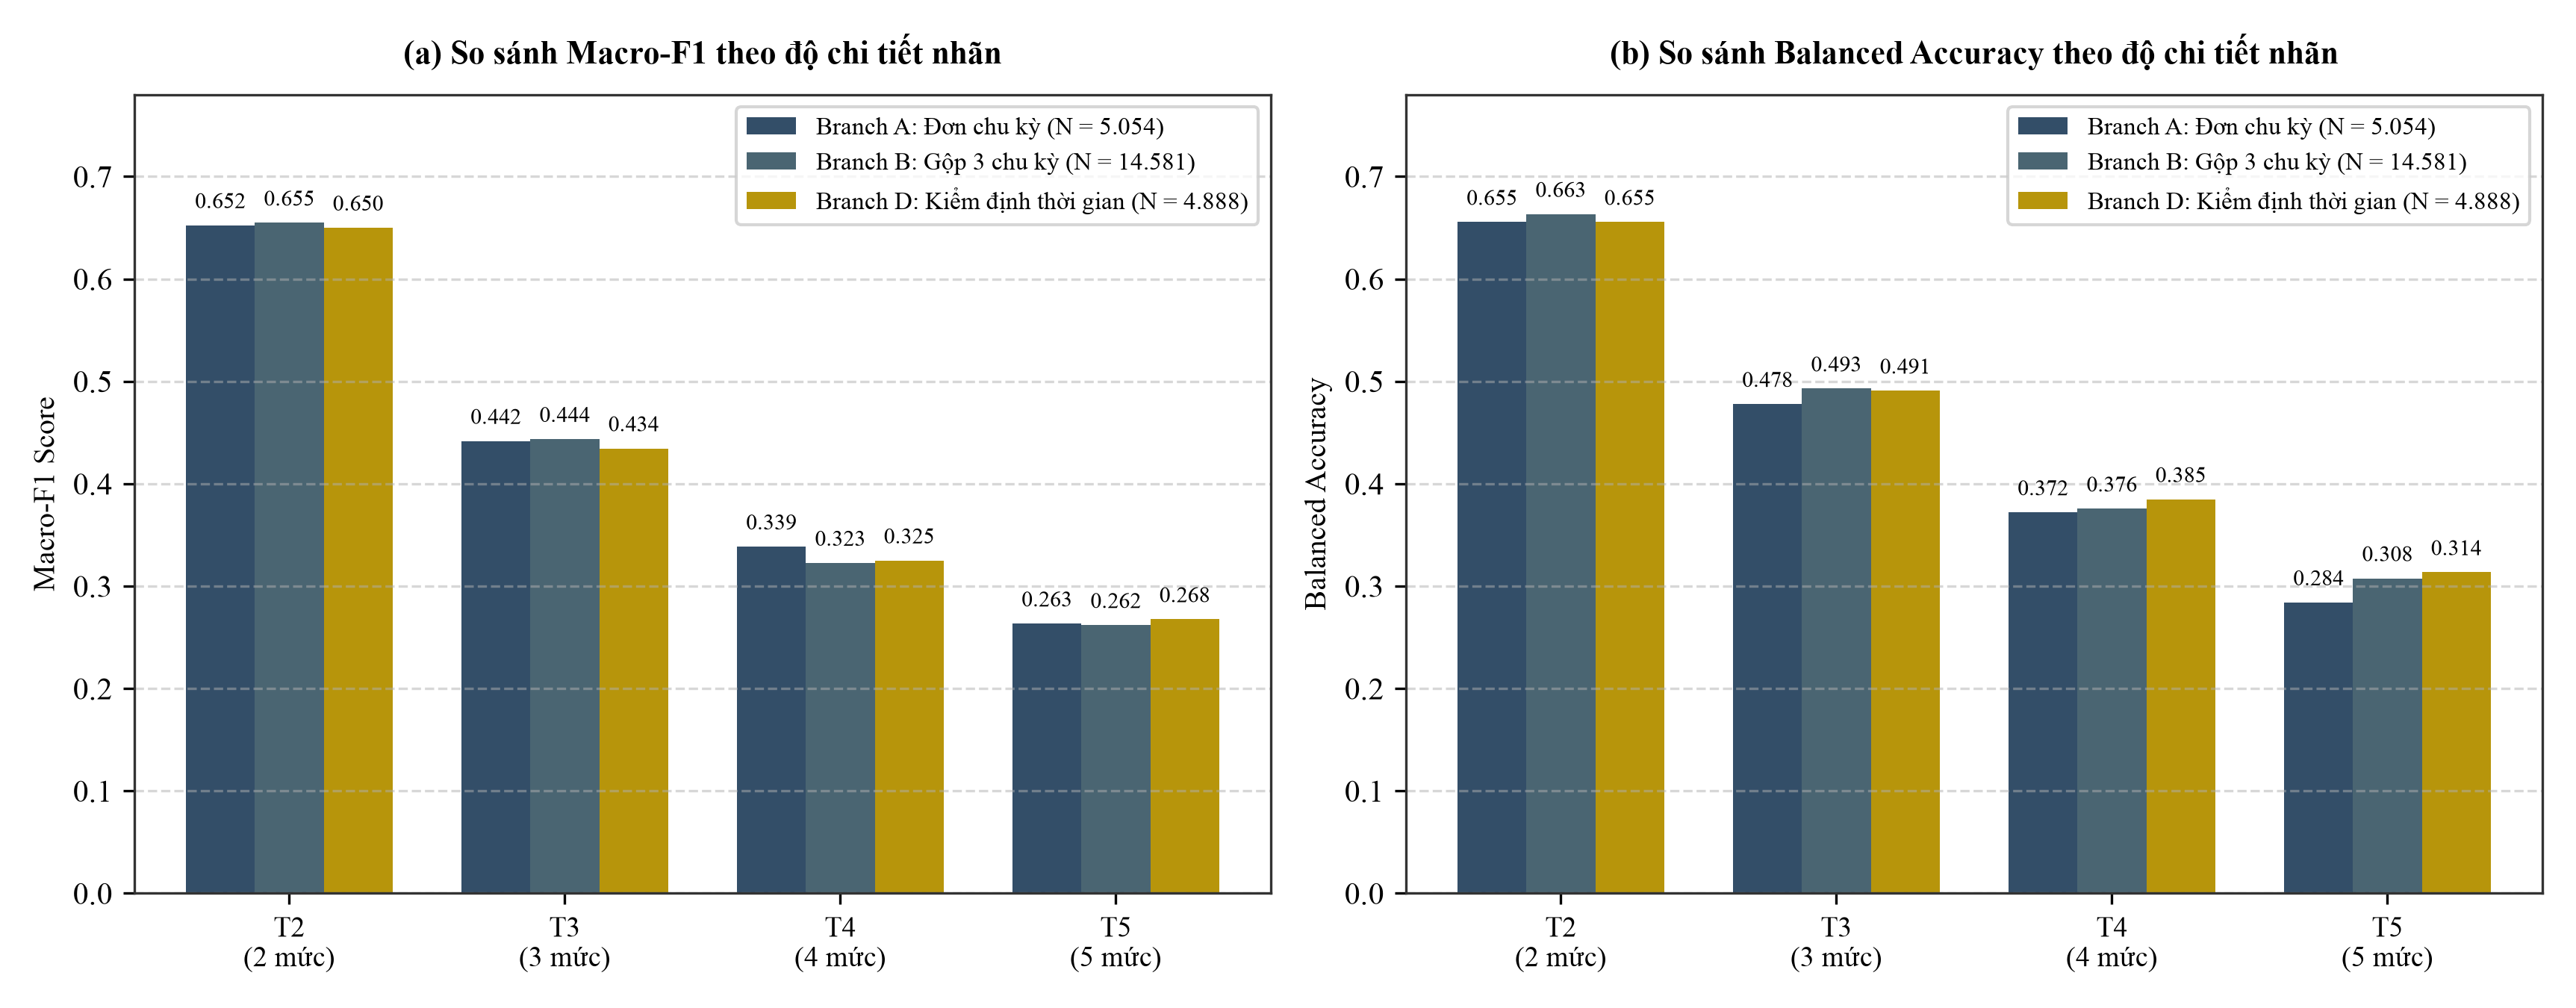 (a) So sánh Macro-F1 theo độ chi tiết nhãn
Macro-F1 Score
0.7
0.6
0.5
0.4
0.3
0.2
0.1
0.0
Branch A: Đơn chu kỳ (N = 5.054)
Branch B: Gộp 3 chu kỳ (N = 14.581)
Branch D: Kiểm định thời gian (N = 4.888)
0.652 0.655 0.650
0.442 0.444 0.434
0.339 0.323 0.325
0.263 0.262 0.268
T2 T3 T4 T5
(2 mức) (3 mức) (4 mức) (5 mức)
(b) So sánh Balanced Accuracy theo độ chi tiết nhãn
Balanced Accuracy
0.7
0.6
0.5
0.4
0.3
0.2
0.1
0.0
Branch A: Đơn chu kỳ (N = 5.054)
Branch B: Gộp 3 chu kỳ (N = 14.581)
Branch D: Kiểm định thời gian (N = 4.888)
0.655 0.663 0.655
0.478 0.493 0.491
0.372 0.376 0.385
0.284 0.308 0.314
T2 T3 T4 T5
(2 mức) (3 mức) (4 mức) (5 mức)